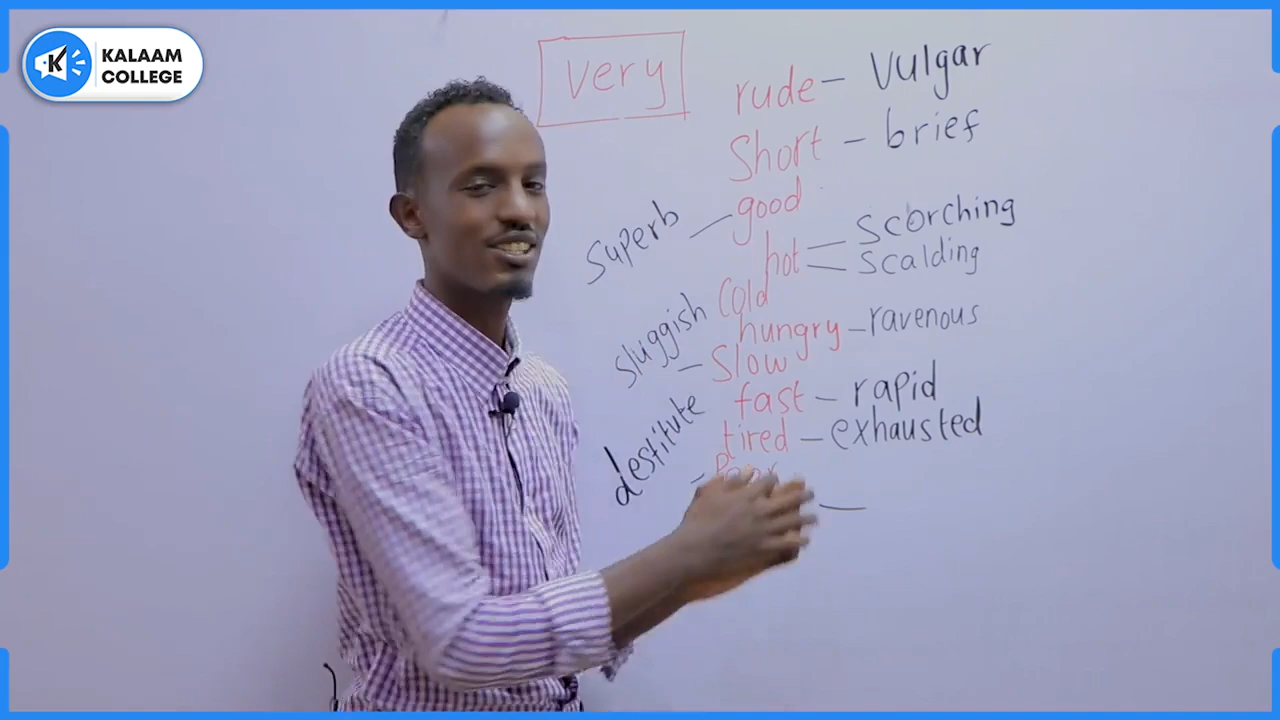 KALAAM
COLLEGE
very
rude – vulgar
short – brief
superb – good
hot – scorching
scalding
cold
hungry – ravenous
sluggish – slow
fast – rapid
tired – exhausted
destitute – Poor